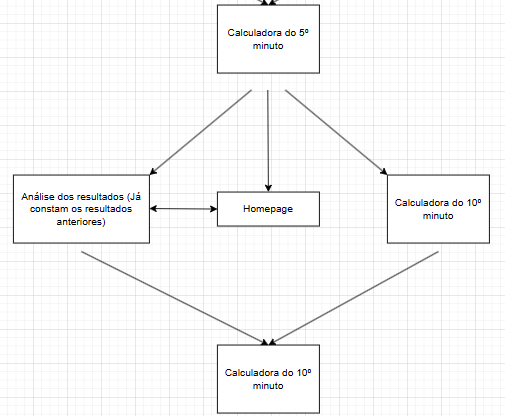 Calculadora do 5º
minuto
Análise dos resultados (Já
constam os resultados
anteriores)
Homepage
Calculadora do 10º
minuto
Calculadora do 10º
minuto